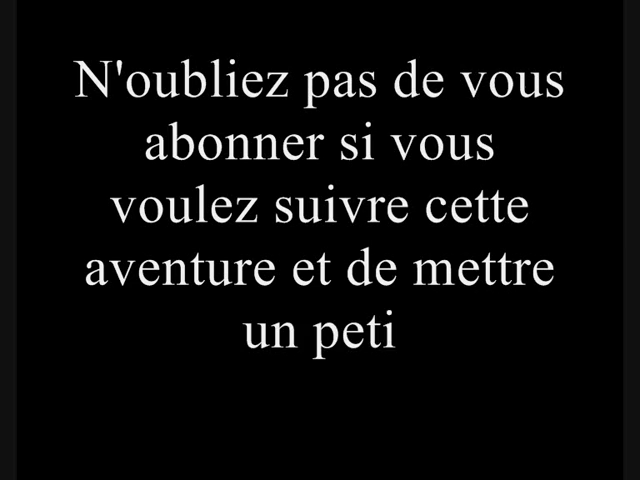 N'oubliez pas de vous
abonner si vous
voulez suivre cette
aventure et de mettre
un peti